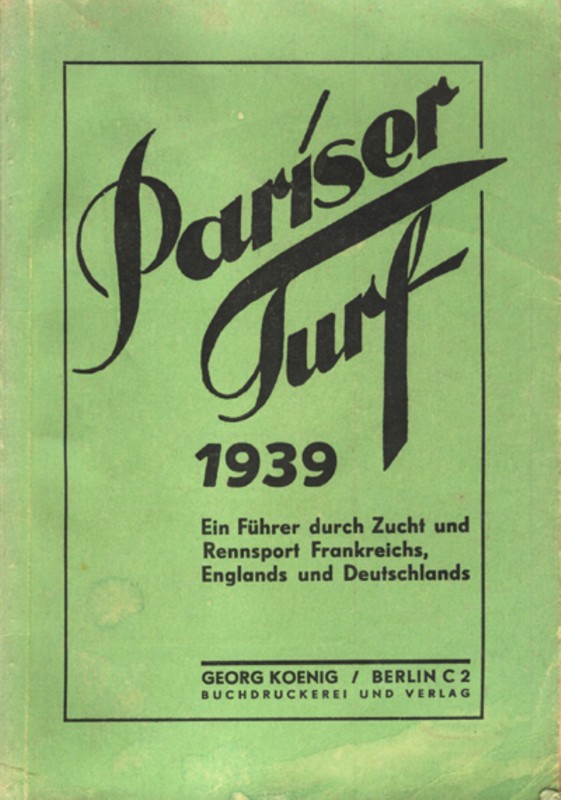 Pariser
Turf
1939
Ein Führer durch Zucht und
Rennsport Frankreichs,
Englands und Deutschlands
GEORG KOENIG / BERLIN C 2
BUCHDRUCKEREI UND VERLAG